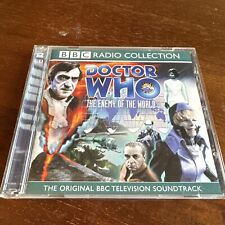 BBC RADIO COLLECTION
DOCTOR
WHO
THE ENEMY OF THE WORLD
THE ORIGINAL BBC TELEVISION SOUNDTRACK